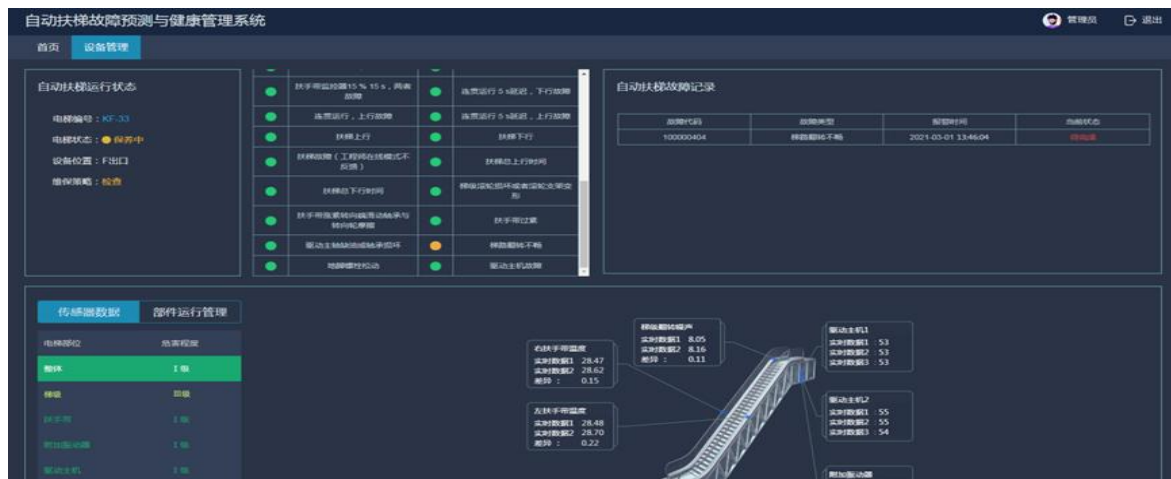 自动扶梯故障预测与健康管理系统
管理员
退出
首页
设备管理
自动扶梯运行状态
电梯编号：KF-33
电梯状态：保养中
设备位置：F出口
维保策略：检查
扶手带监控器15 % 15 s，两者故障
连贯运行 5 s延迟，下行故障
连贯运行，上行故障
连贯运行 5 s延迟，上行故障
扶梯上行
扶梯下行
扶梯故障（工程师在线模式不反馈）
扶梯总上行时间
扶梯总下行时间
梯级滚轮损坏或者滚轮支架变形
扶手带张紧转向端滑动轴承与转向轮摩擦
扶手带过紧
驱动主轴缺油或轴承损坏
梯路翻转不畅
地脚螺栓松动
驱动主机故障
自动扶梯故障记录
故障代码
故障类型
报警时间
当前状态
100000404
梯路翻转不畅
2021-03-01 13:46:04
传感器数据
部件运行管理
电梯部位
危害程度
整体
I 级
梯级
III级
扶手带
I 级
附加振动器
I 级
驱动主机
I 级
梯级翻转噪声
实时数据1 8.05
实时数据2 8.16
差异： 0.11
右扶手带温度
实时数据1 28.47
实时数据2 28.62
差异： 0.15
左扶手带温度
实时数据1 28.48
实时数据2 28.70
差异： 0.22
驱动主机1
实时数据1 : 53
实时数据2 : 53
实时数据3 : 53
驱动主机2
实时数据1 : 55
实时数据2 : 55
实时数据3 : 54
附加振动器